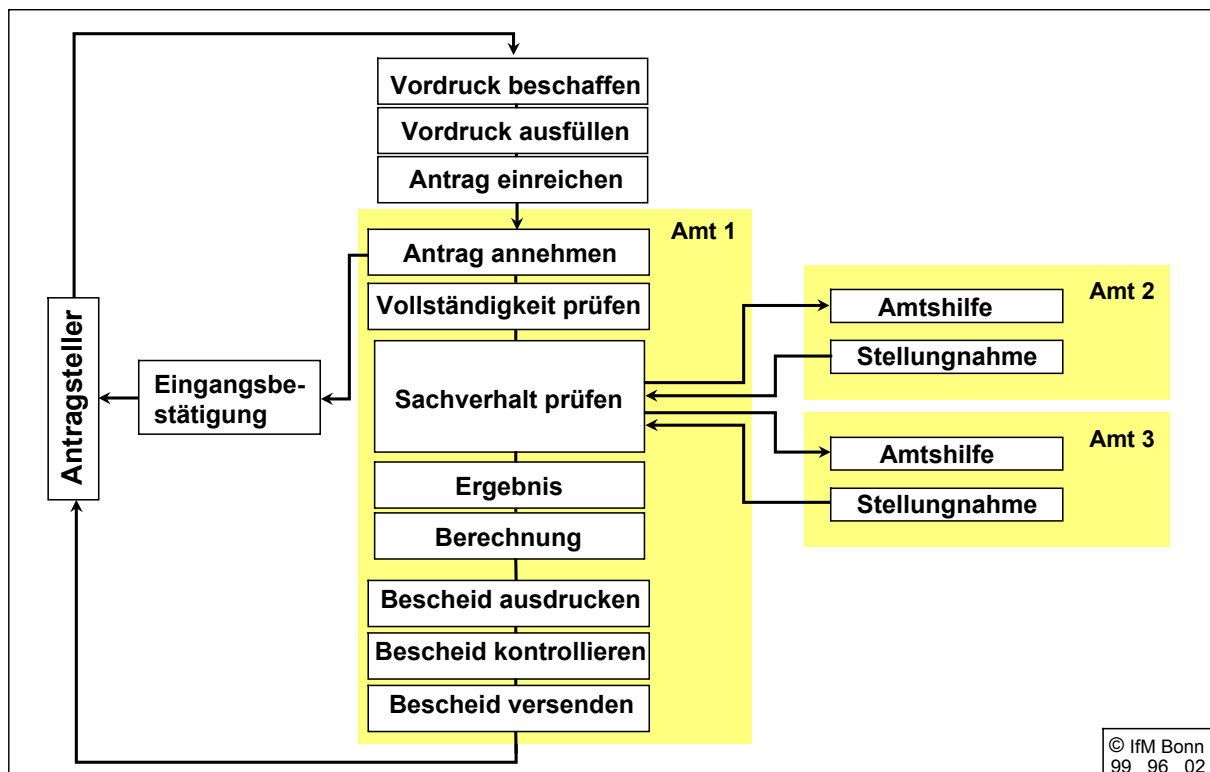 Vordruck beschaffen
Vordruck ausfüllen
Antrag einreichen
Amt 1
Antrag annehmen
Vollständigkeit prüfen
Sachverhalt prüfen
Ergebnis
Berechnung
Bescheid ausdrucken
Bescheid kontrollieren
Bescheid versenden
Antragsteller
Eingangsbe-
stätigung
Amt 2
Amtshilfe
Stellungnahme
Amt 3
Amtshilfe
Stellungnahme
© IfM Bonn
99 96 02